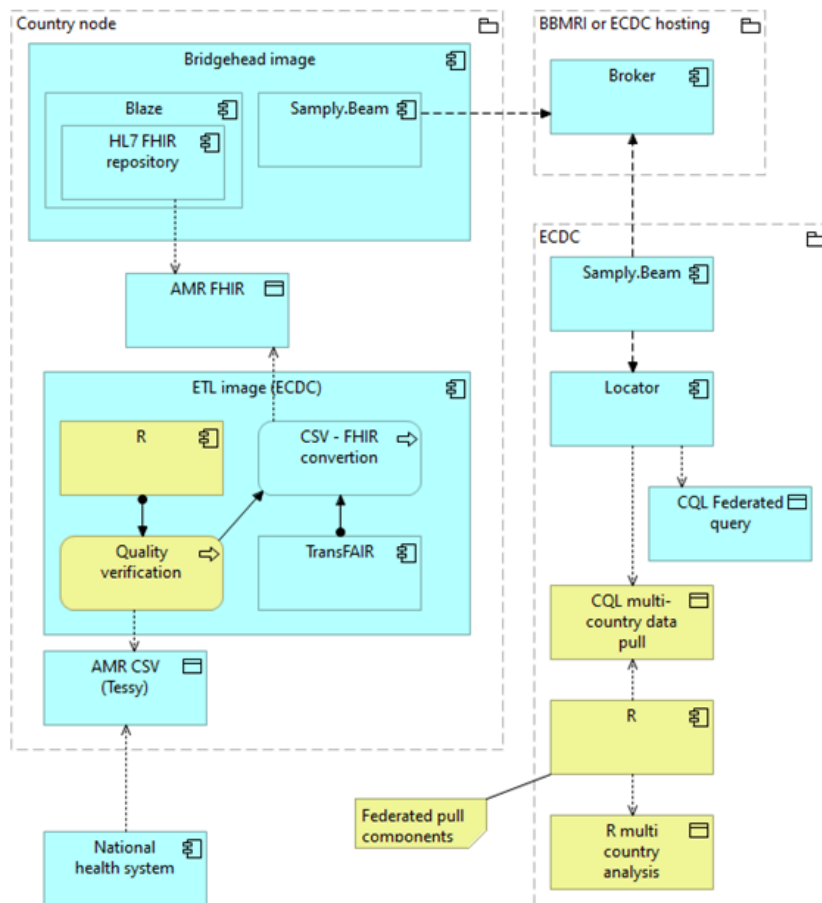 Country node
Bridgehead image
Blaze
HL7 FHIR
repository
Samply.Beam
AMR FHIR
ETL image (ECDC)
R
CSV - FHIR
convertion
Quality
verification
TransFAIR
AMR CSV
(Tessy)
National
health system
BBMRI or ECDC hosting
Broker
ECDC
Samply.Beam
Locator
CQL Federated
query
CQL multi-
country data
pull
R
Federated pull
components
R multi
country
analysis